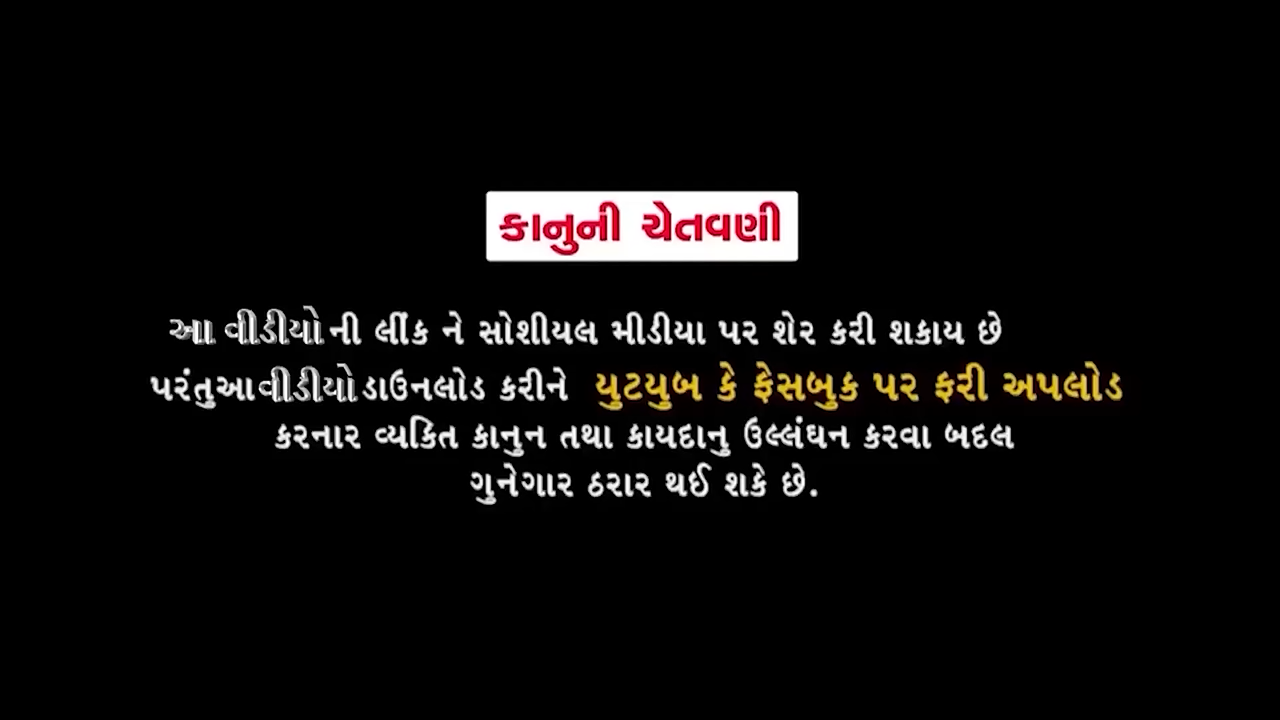 કાનુની ચેતવણી
આ વીડીયો ની લીંક ને સોશીયલ મીડીયા પર શેર કરી શકાય છે
પરંતુઆવીડીયો ડાઉનલોડ કરીને યુટયુબ કે ફેસબુક પર ફરી અપલોડ
કરનાર વ્યકિત કાનુન તથા કાયદાનુ ઉલ્લંઘન કરવા બદલ
ગુનેગાર ઠરાર થઈ શકે છે.